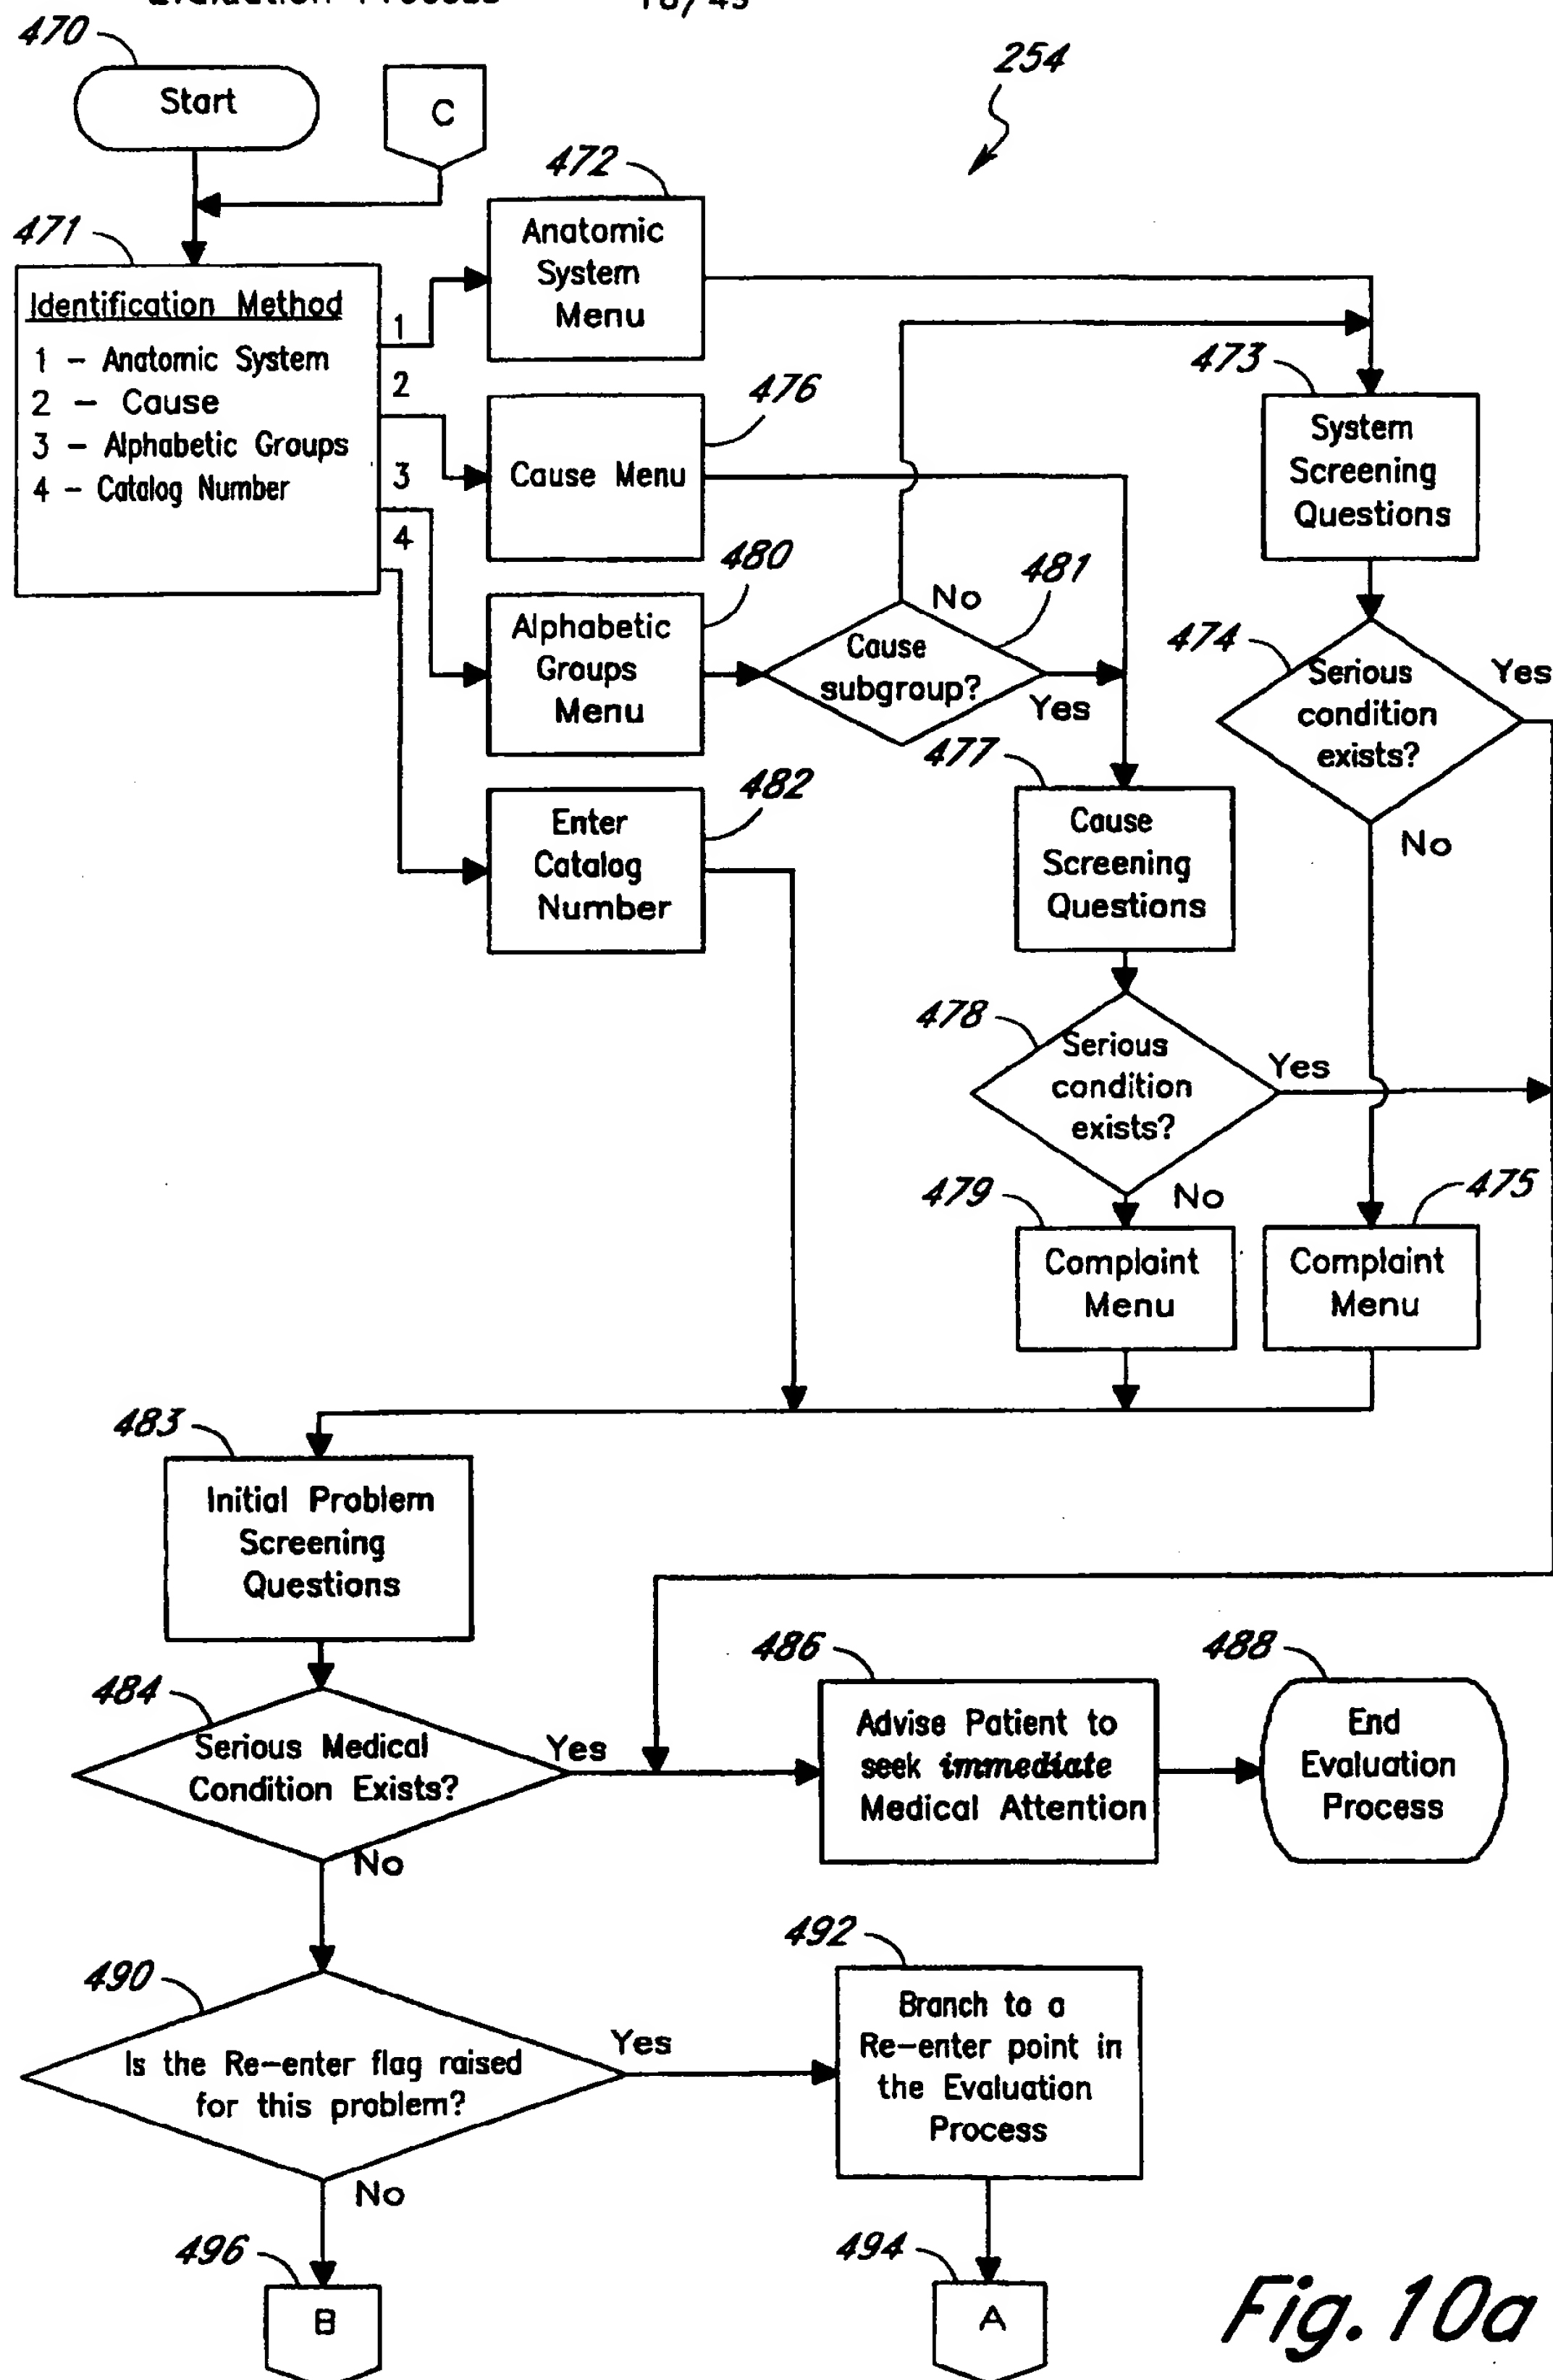 470
Start
C
254
472
Anatomic
System
Menu
471
Identification Method
1 – Anatomic System
2 – Cause
3 – Alphabetic Groups
4 – Catalog Number
1
2
3
4
476
Cause Menu
473
System
Screening
Questions
480
Alphabetic
Groups
Menu
481
No
Cause
subgroup?
Yes
474
Serious
condition
exists?
Yes
No
482
Enter
Catalog
Number
477
Cause
Screening
Questions
478
Serious
condition
exists?
Yes
No
479
Complaint
Menu
475
Complaint
Menu
483
Initial Problem
Screening
Questions
484
Serious Medical
Condition Exists?
Yes
No
486
Advise Patient to
seek immediate
Medical Attention
488
End
Evaluation
Process
490
Is the Re-enter flag raised
for this problem?
Yes
No
492
Branch to a
Re-enter point in
the Evaluation
Process
496
B
494
A
Fig. 10a